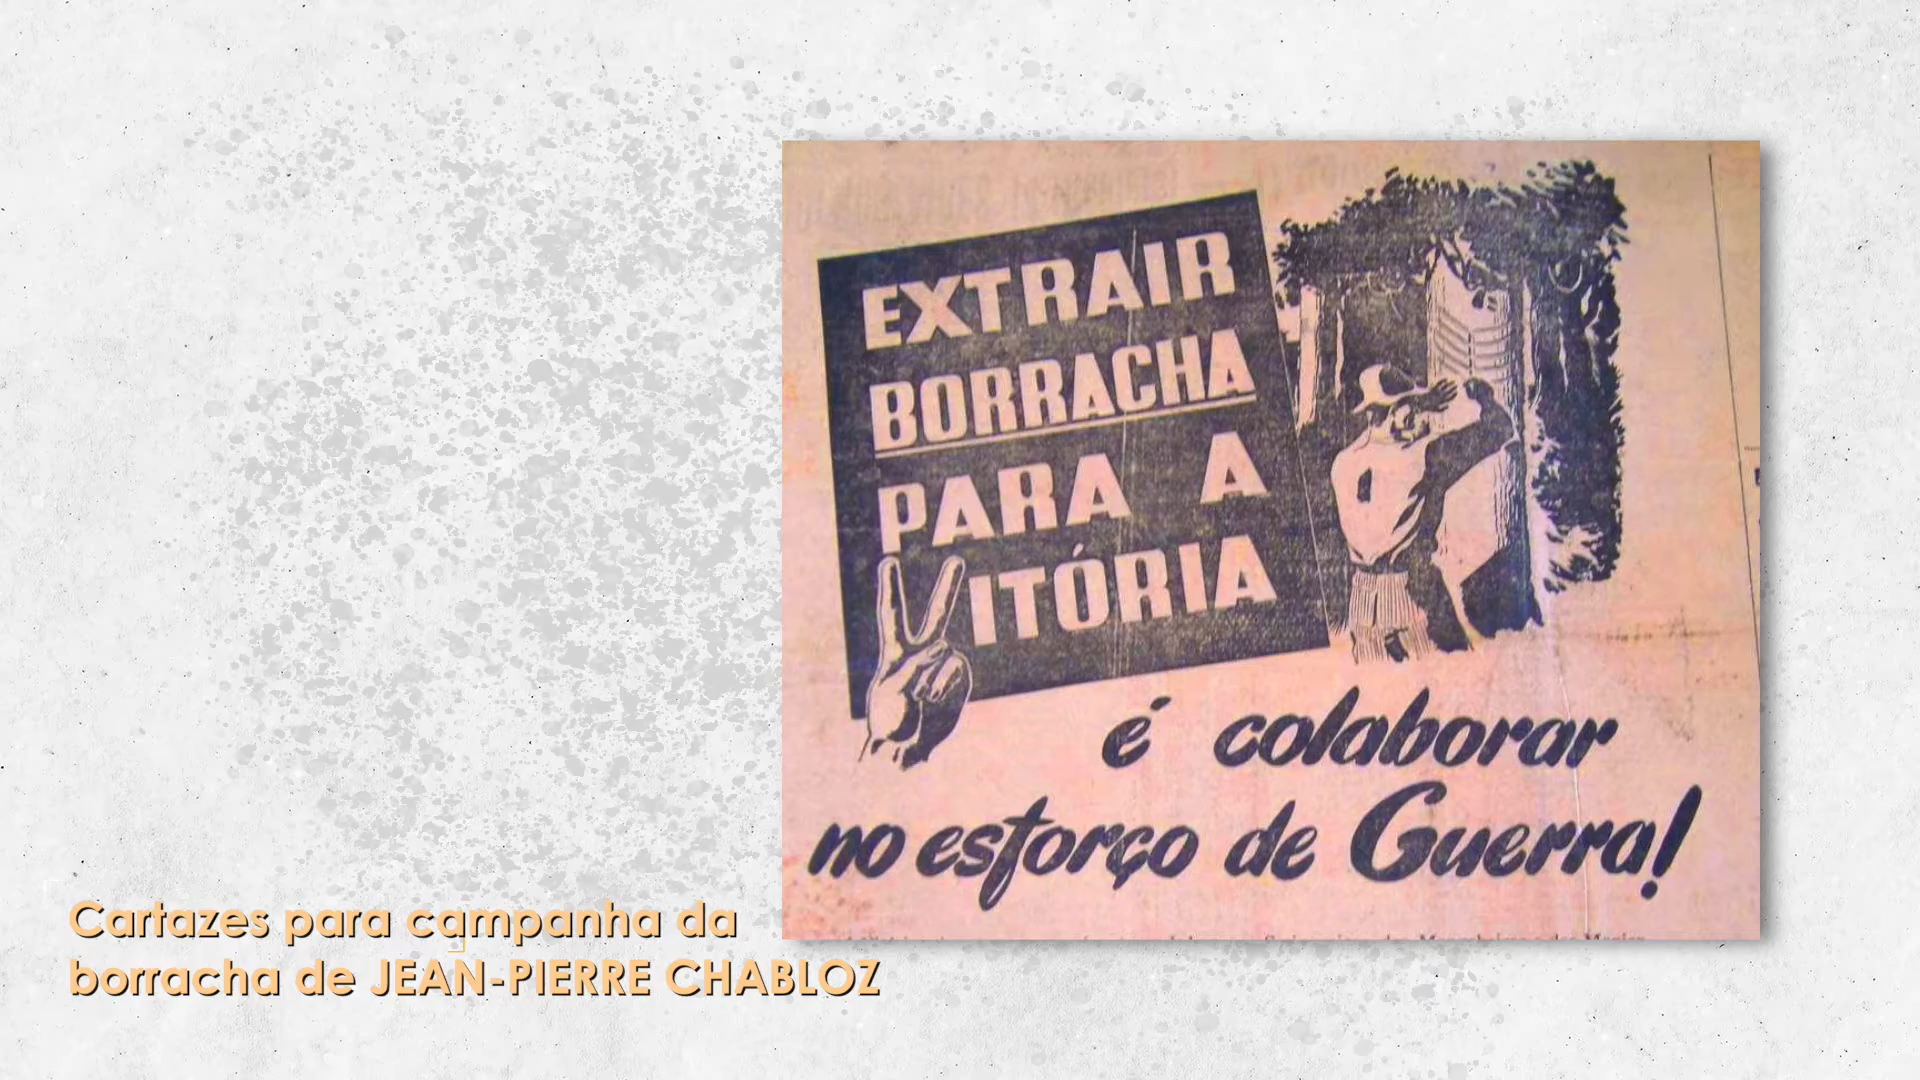 EXTRAIR
BORRACHA
PARA A
VITÓRIA
é colaborar
no esforço de Guerra!
Cartazes para campanha da
borracha de JEAN-PIERRE CHABLOZ